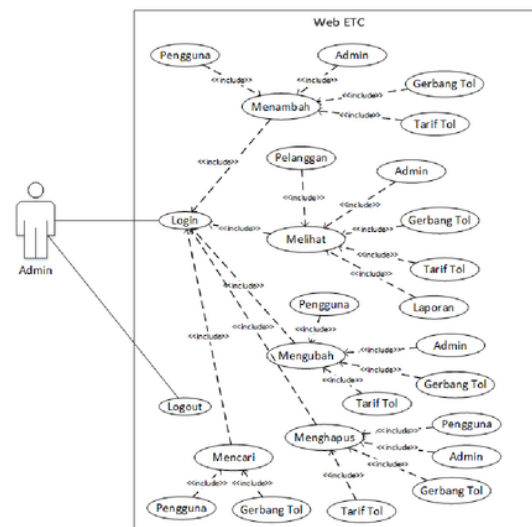 Web ETC
Pengguna
Admin
<<include>>
<<include>>
Gerbang Tol
<<include>>
Menambah
<<include>>
Tarif Tol
<<include>>
Pelanggan
Admin
<<include>>
<<include>>
Login
<<include>>
Gerbang Tol
<<include>>
Melihat
<<include>>
Tarif Tol
<<include>>
Laporan
Admin
Pengguna
<<include>>
<<include>>
<<include>>
Admin
<<include>>
Mengubah
<<include>>
Gerbang Tol
<<include>>
Tarif Tol
Logout
Pengguna
<<include>>
Menghapus
<<include>>
Admin
<<include>>
Gerbang Tol
<<include>>
Tarif Tol
<<include>>
Mencari
<<include>>
<<include>>
Pengguna
Gerbang Tol